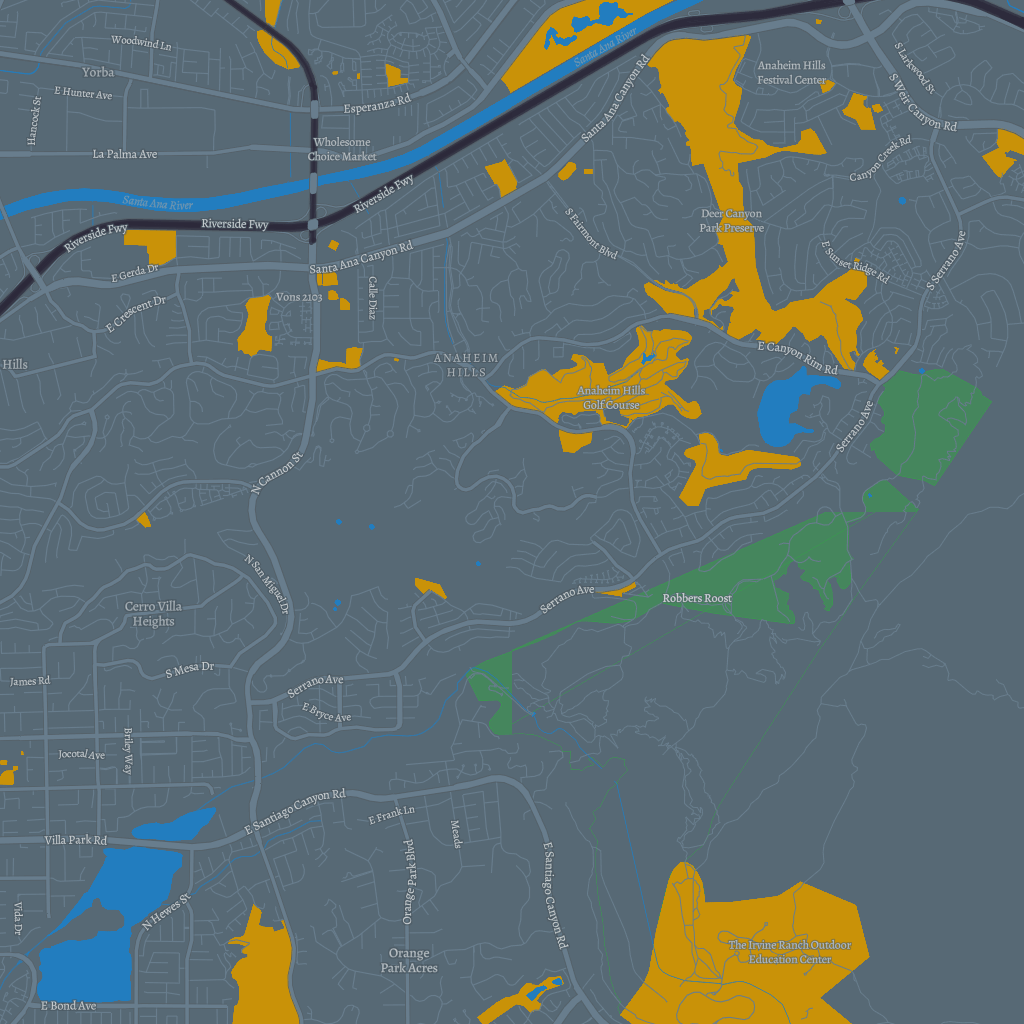 Woodwind Ln
Yorba
E Hunter Ave
Hancock St
La Palma Ave
Esperanza Rd
Wholesome
Choice Market
Santa Ana River
Santa Ana River
Santa Ana Canyon Rd
Anaheim Hills
Festival Center
S Larkwood St
S Weir Canyon Rd
Canyon Creek Rd
Riverside Fwy
Riverside Fwy
Riverside Fwy
E Gerda Dr
Santa Ana Canyon Rd
S Fairmont Blvd
Deer Canyon
Park Preserve
E Sunset Ridge Rd
S Serrano Ave
E Crescent Dr
Vons 2103
Calle Diaz
Hills
ANAHEIM
HILLS
E Canyon Rim Rd
Anaheim Hills
Golf Course
Serrano Ave
N Cannon St
N San Miguel Dr
Serrano Ave
Robbers Roost
Cerro Villa
Heights
S Mesa Dr
James Rd
Serrano Ave
E Bryce Ave
Jocotal Ave
Briley Way
E Santiago Canyon Rd
E Frank Ln
Meads
Orange Park Blvd
E Santiago Canyon Rd
Villa Park Rd
N Hewes St
Vida Dr
Orange
Park Acres
The Irvine Ranch Outdoor
Education Center
E Bond Ave